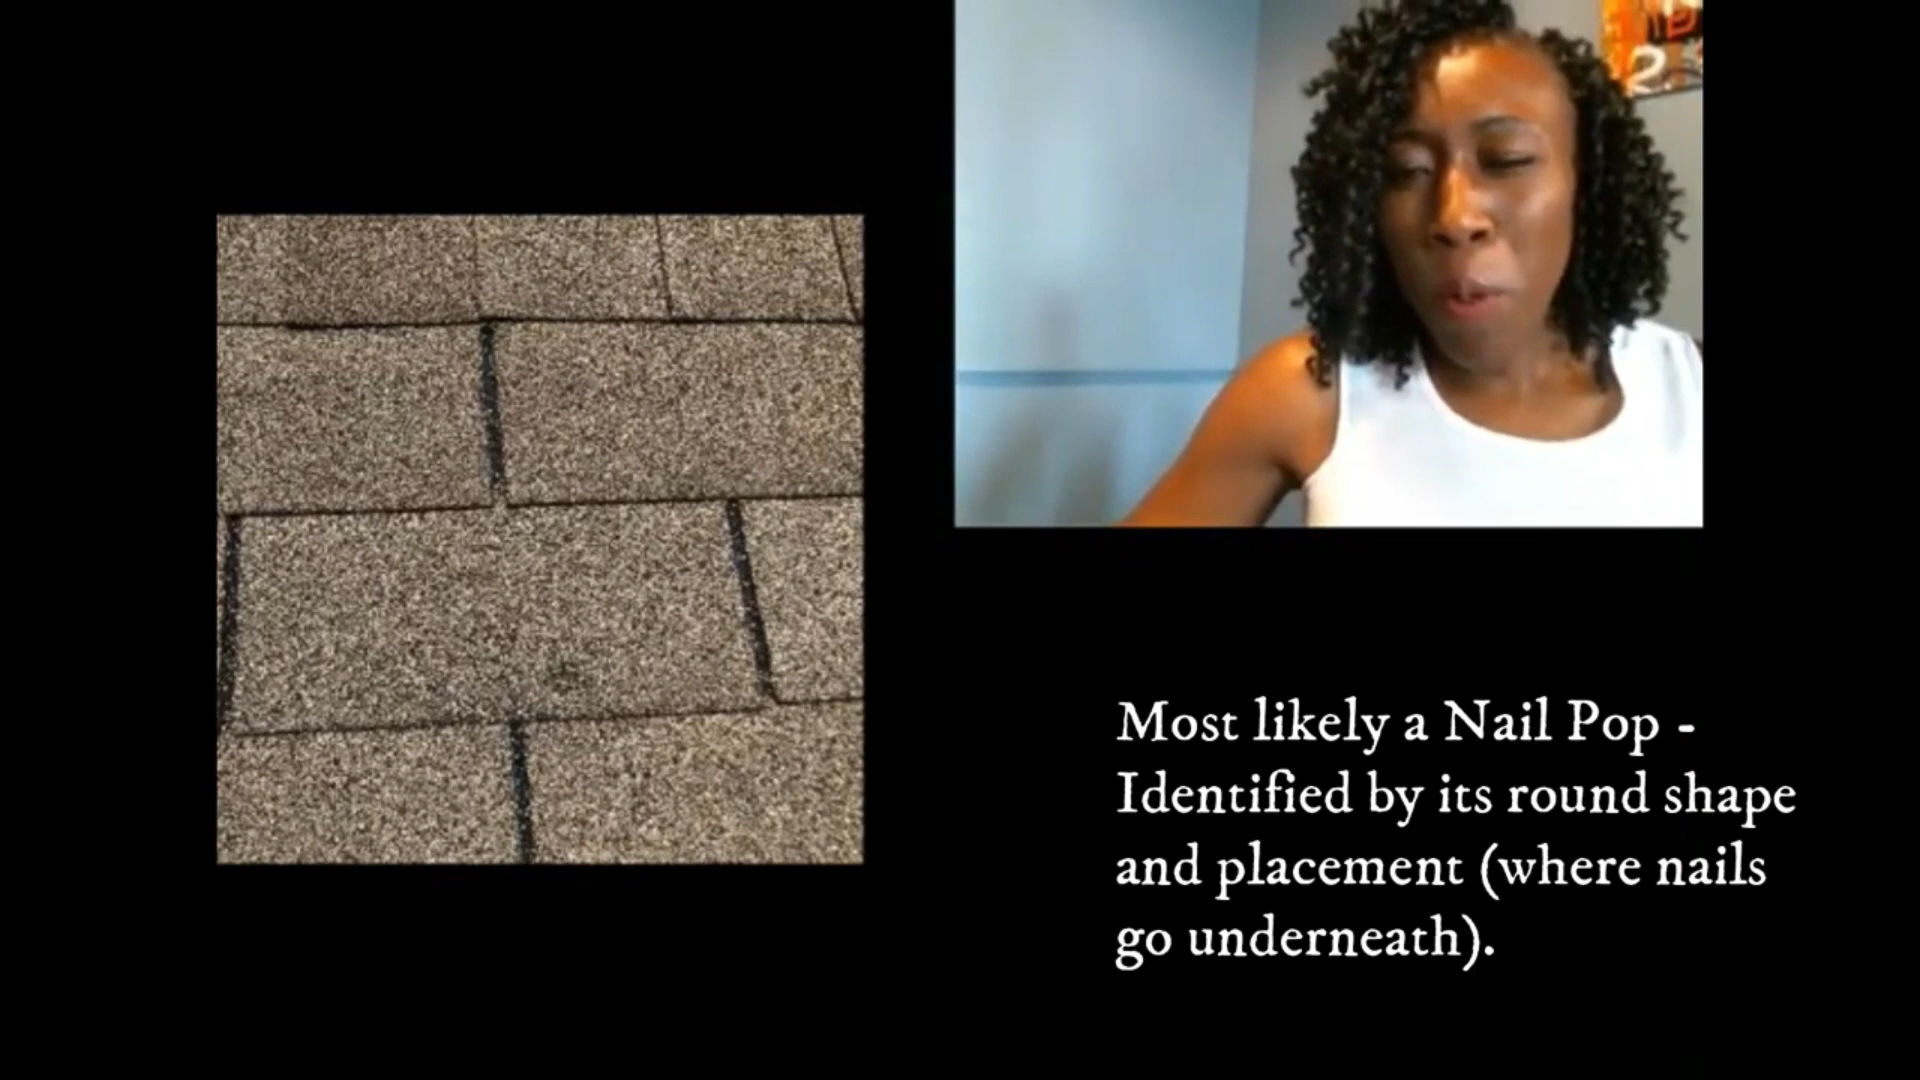 Most likely a Nail Pop -
Identified by its round shape
and placement (where nails
go underneath).